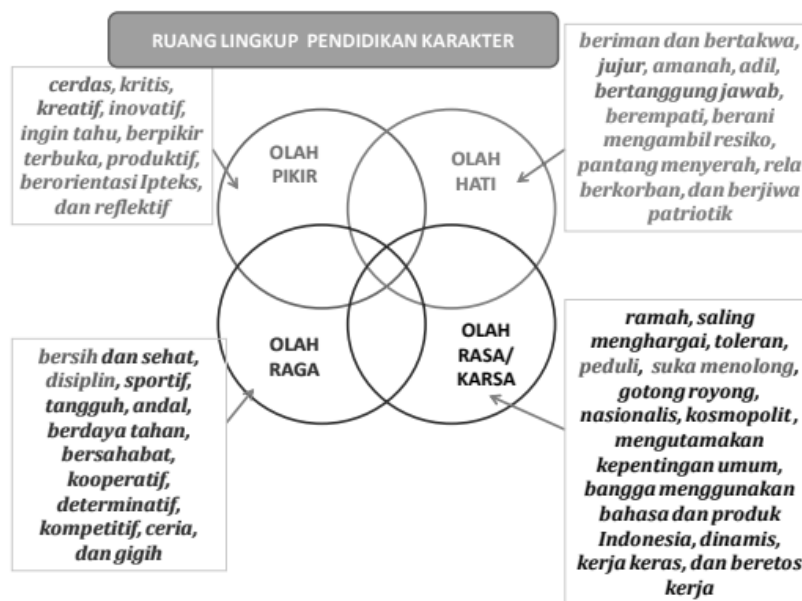 RUANG LINGKUP PENDIDIKAN KARAKTER
cerdas, kritis,
kreatif, inovatif,
ingin tahu, berpikir
terbuka, produktif,
berorientasi Ipteks,
dan reflektif
OLAH
PIKIR
OLAH
HATI
beriman dan bertakwa,
jujur, amanah, adil,
bertanggung jawab,
berempati, berani
mengambil resiko,
pantang menyerah, rela
berkorban, dan berjiwa
patriotik
bersih dan sehat,
disiplin, sportif,
tangguh, andal,
berdaya tahan,
bersahabat,
kooperatif,
determinatif,
kompetitif, ceria,
dan gigih
OLAH
RAGA
OLAH
RASA/
KARSA
ramah, saling
menghargai, toleran,
peduli, suka menolong,
gotong royong,
nasionalis, kosmopolit,
mengutamakan
kepentingan umum,
bangga menggunakan
bahasa dan produk
Indonesia, dinamis,
kerja keras, dan beretos
kerja